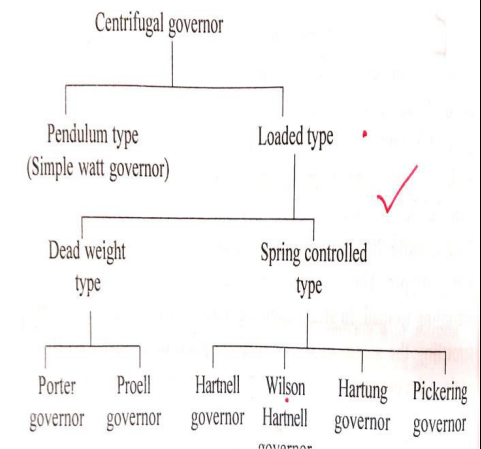 Centrifugal governor
Pendulum type
(Simple watt governor)
Loaded type
Dead weight
type
Spring controlled
type
Porter
governor
Proell
governor
Hartnell
governor
Wilson
Hartnell
governor
Hartung
governor
Pickering
governor